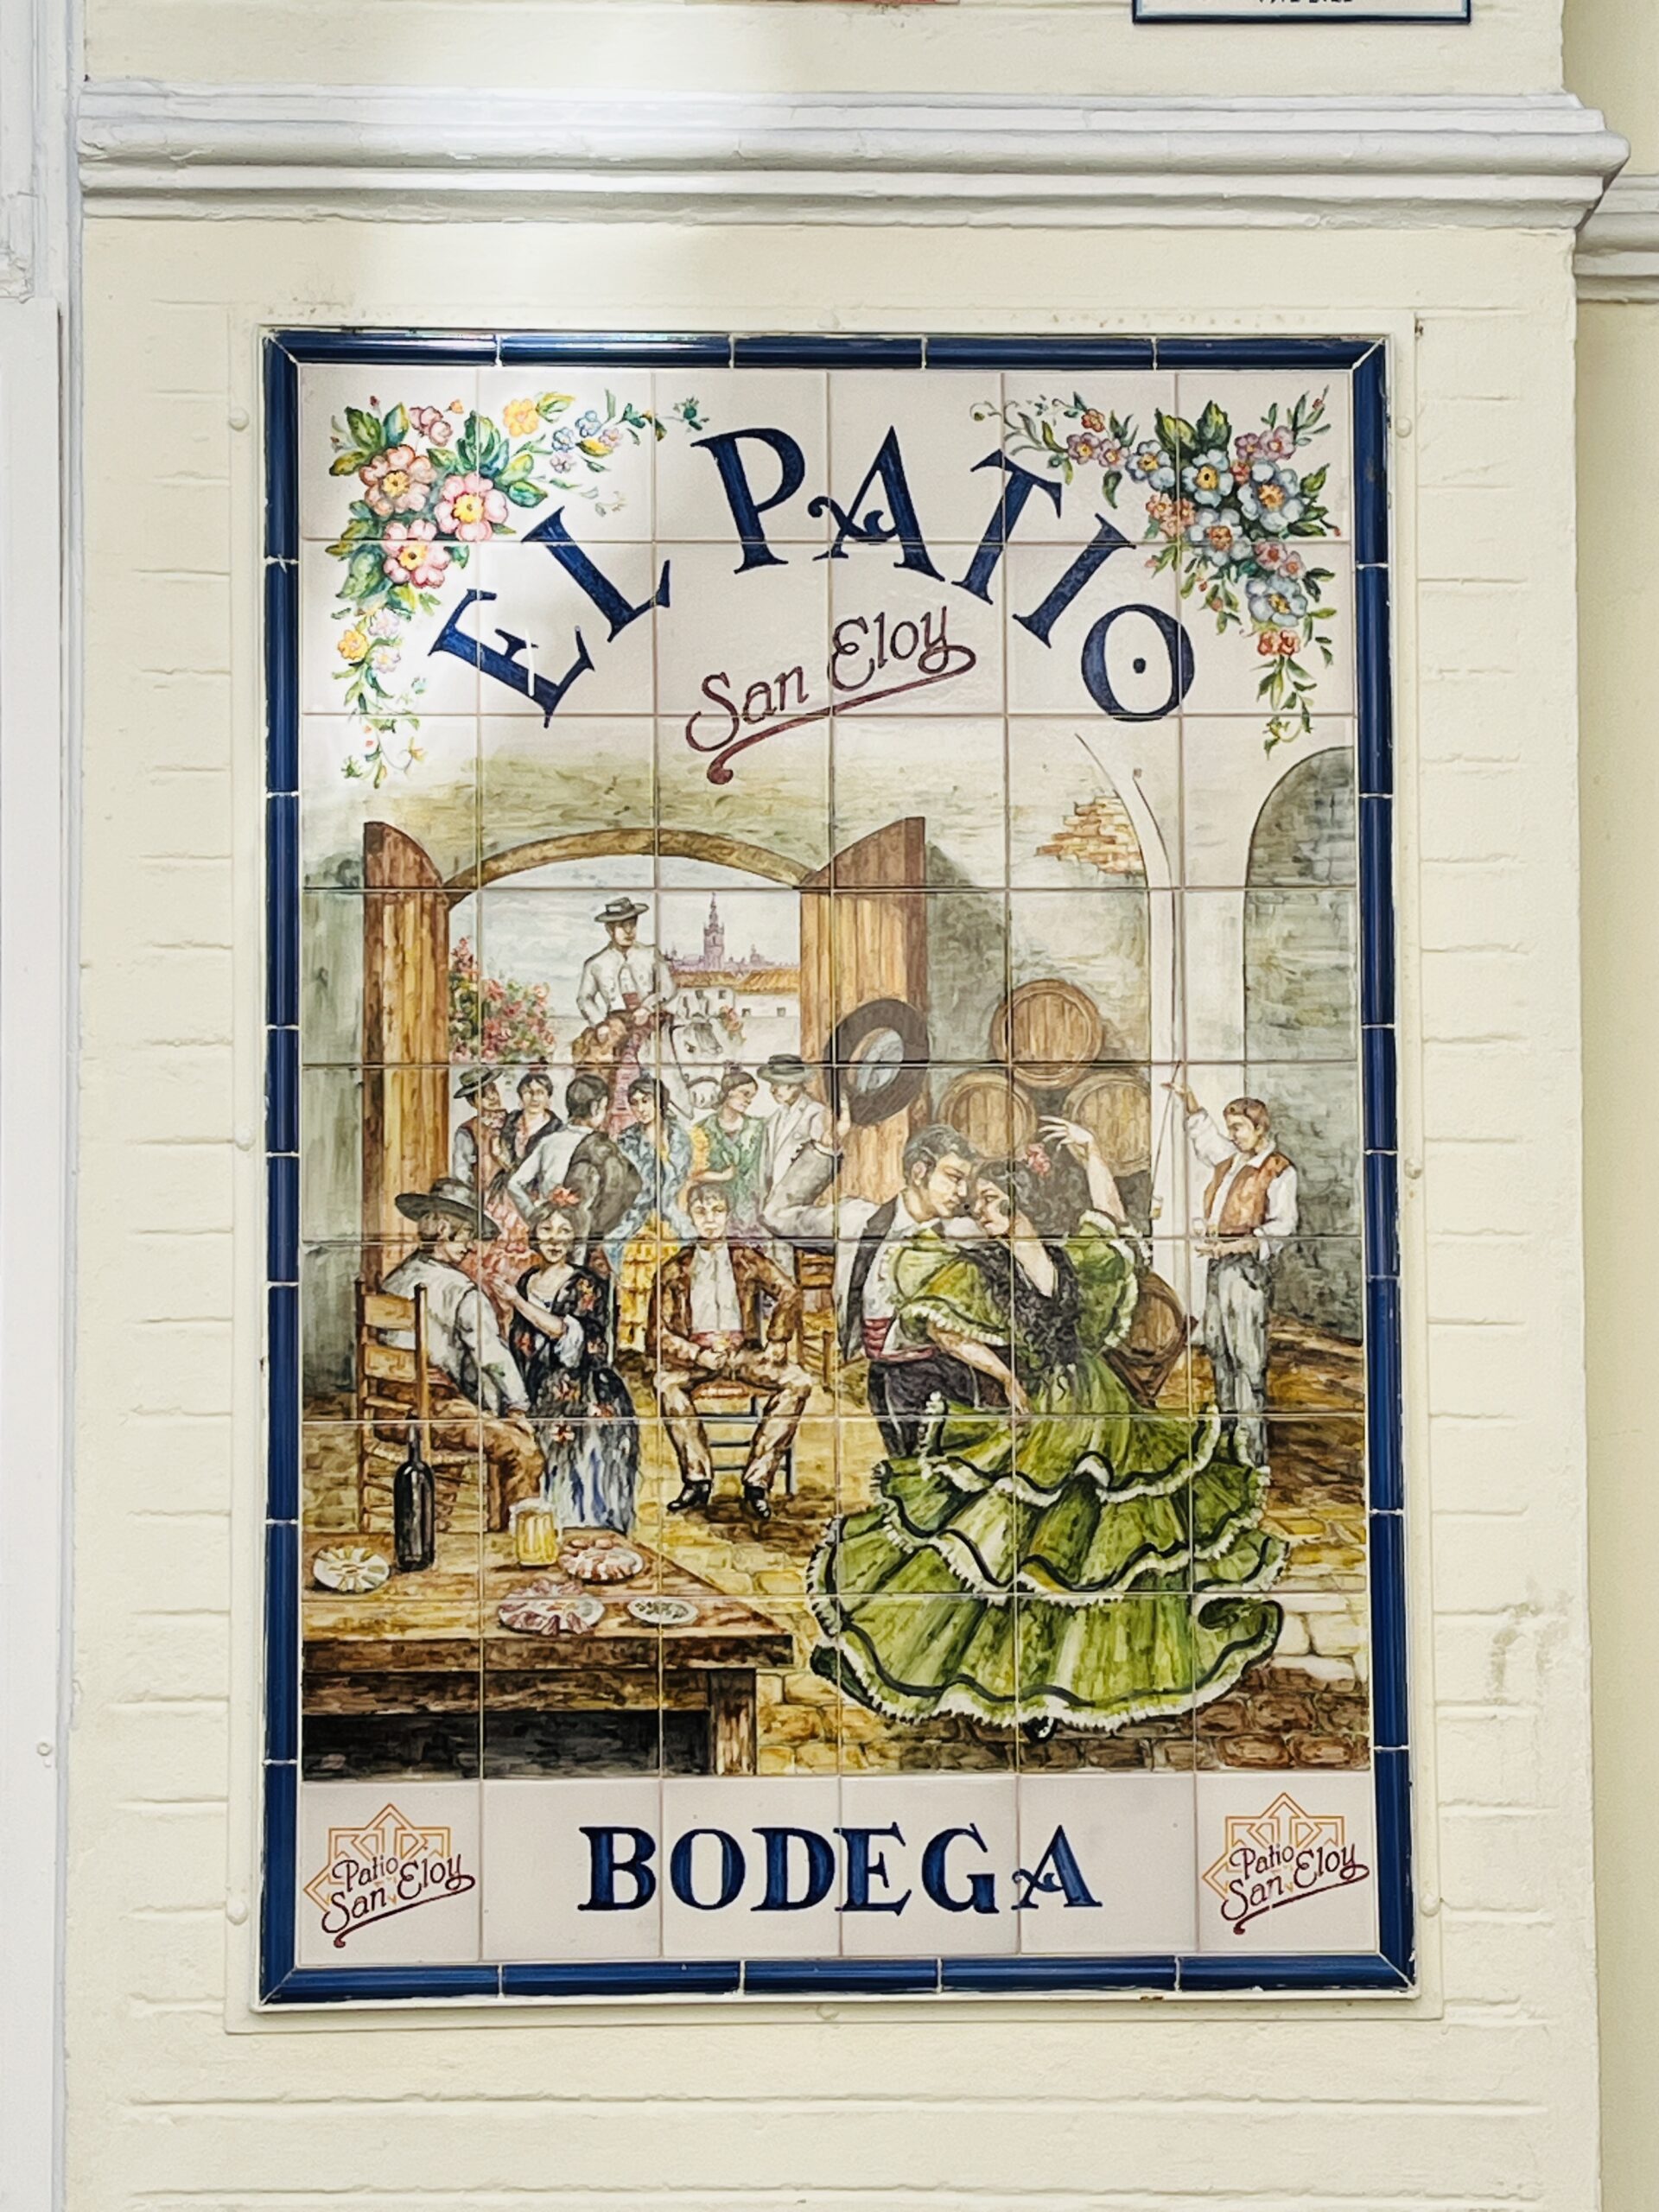 EL PATIO
San Eloy
BODEGA
Patio
San Eloy
Patio
San Eloy